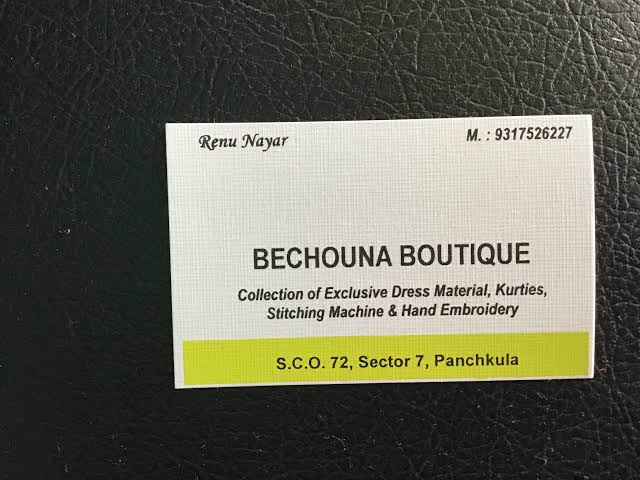 Renu Nayar
M. : 9317526227
BECHOUNA BOUTIQUE
Collection of Exclusive Dress Material, Kurties,
Stitching Machine & Hand Embroidery
S.C.O. 72, Sector 7, Panchkula